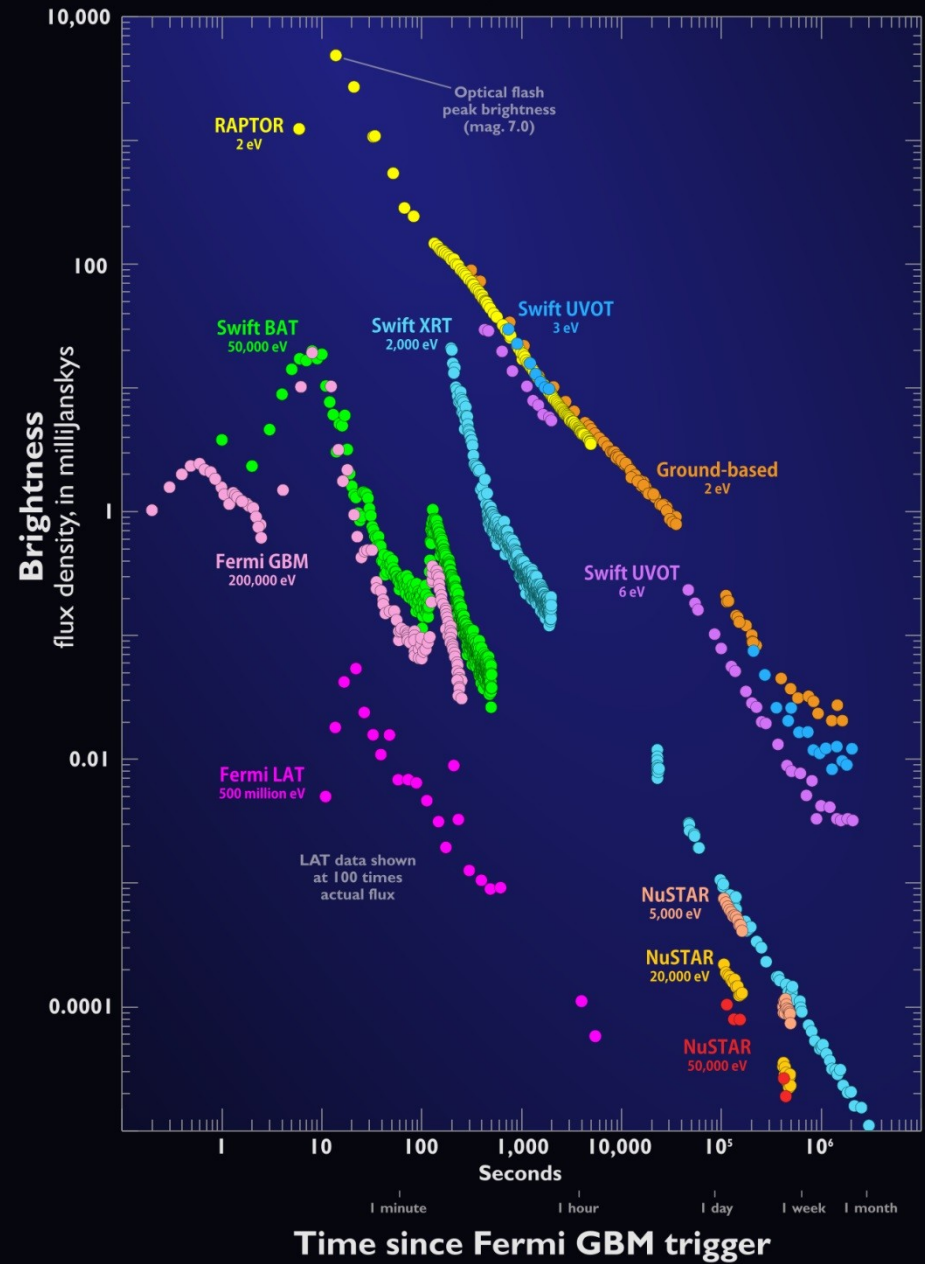 10,000
Optical flash
peak brightness
(mag. 7.0)
RAPTOR
2 eV
100
Swift BAT
50,000 eV
Swift XRT
2,000 eV
Swift UVOT
3 eV
Brightness
flux density, in milliJanskys
1
Ground-based
2 eV
Fermi GBM
200,000 eV
Swift UVOT
6 eV
0.01
Fermi LAT
500 million eV
LAT data shown
at 100 times
actual flux
NuSTAR
5,000 eV
NuSTAR
20,000 eV
0.0001
NuSTAR
50,000 eV
1 10 100 1,000 10,000 10⁵ 10⁶
Seconds
1 minute 1 hour 1 day 1 week 1 month
Time since Fermi GBM trigger